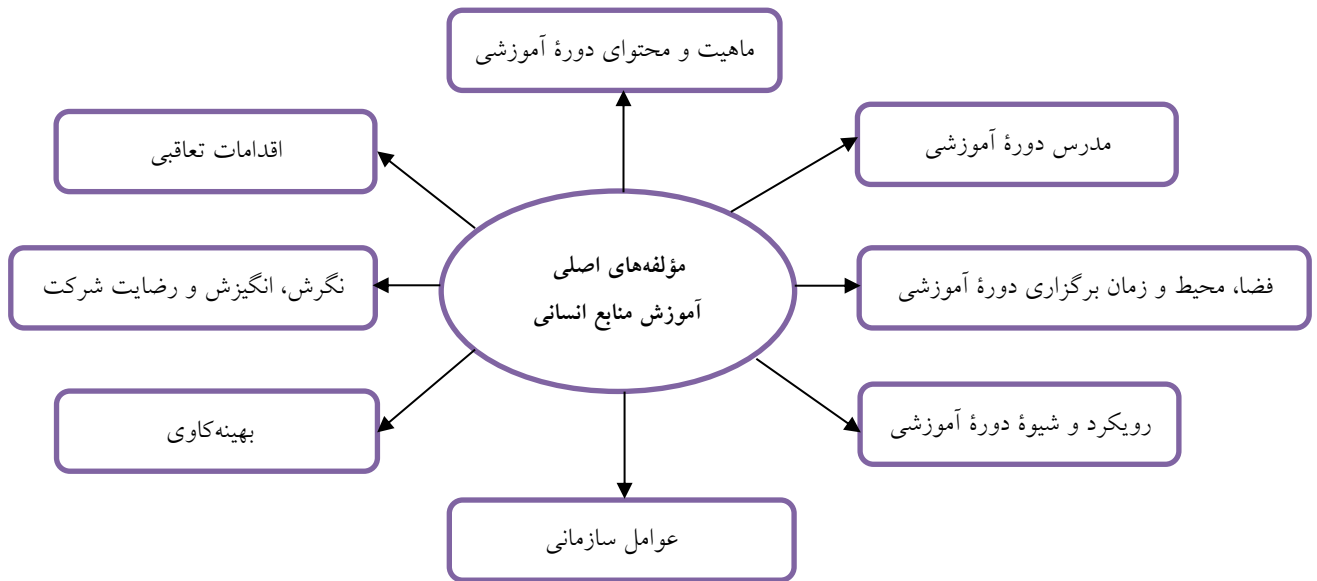 ماهیت و محتوای دورۀ آموزشی
مدرس دورۀ آموزشی
اقدامات تعاقبی
مؤلفه‌های اصلی
آموزش منابع انسانی
فضا، محیط و زمان برگزاری دورۀ آموزشی
نگرش، انگیزش و رضایت شرکت
رویکرد و شیوۀ دورۀ آموزشی
بهینه‌کاوی
عوامل سازمانی